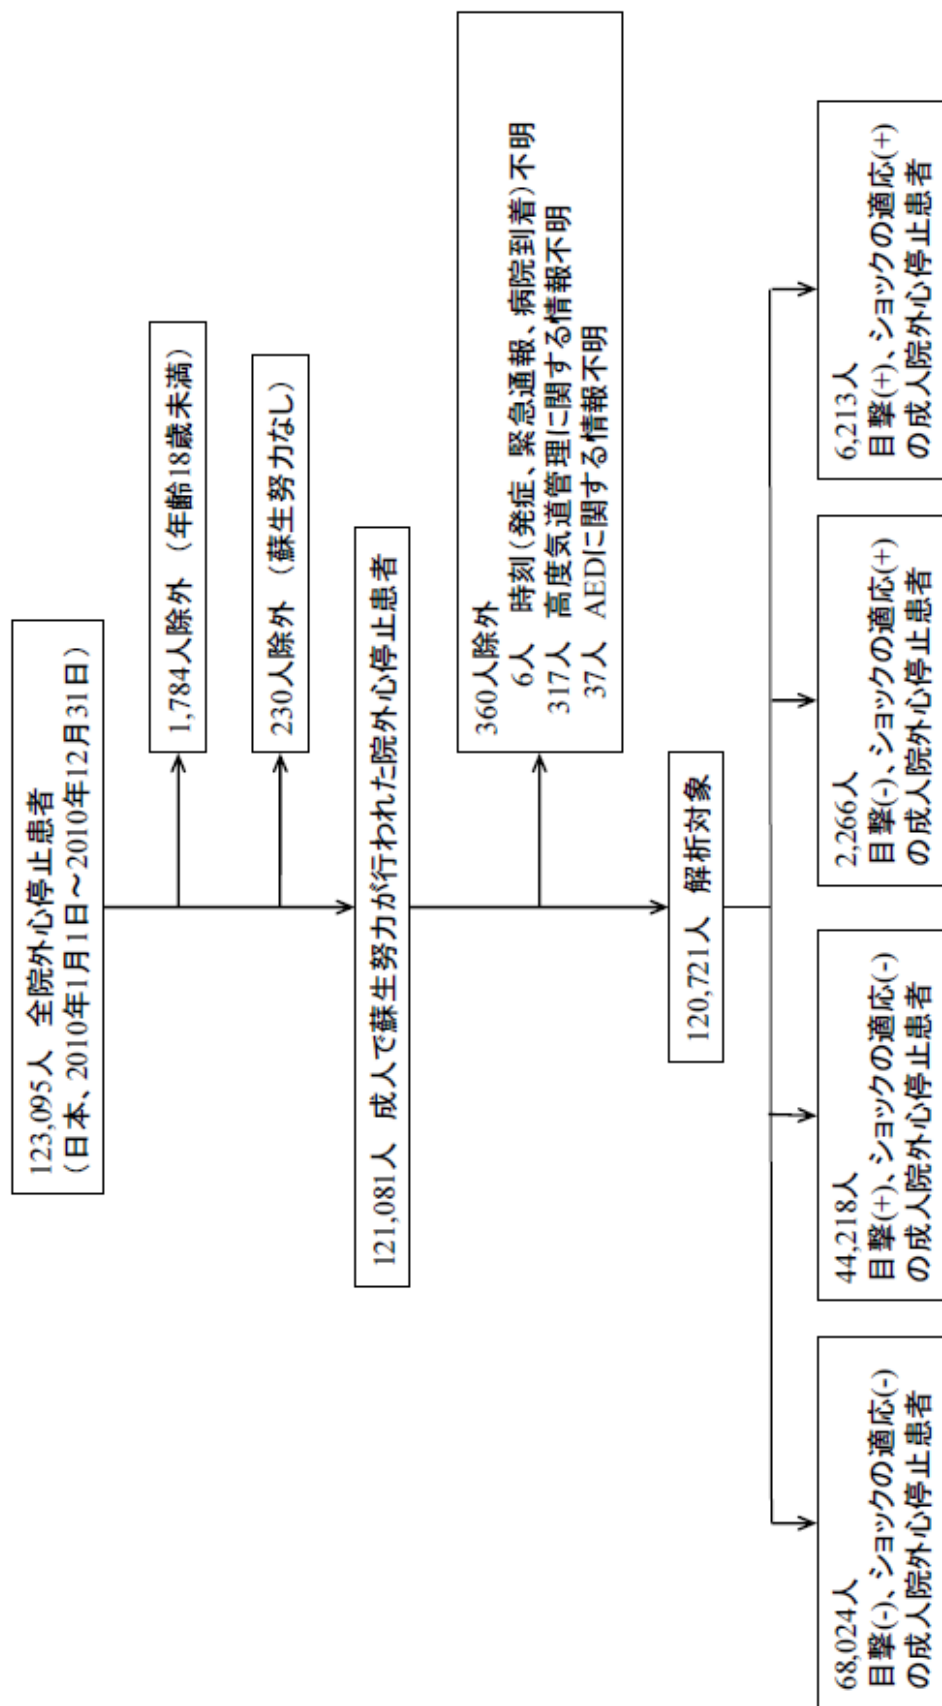 123,095人 全院外心停止患者
(日本、2010年1月1日～2010年12月31日)
1,784人除外 (年齢18歳未満)
230人除外 (蘇生努力なし)
121,081人 成人で蘇生努力が行われた院外心停止患者
360人除外
6人 時刻(発症、緊急通報、病院到着)不明
317人 高度気道管理に関する情報不明
37人 AEDに関する情報不明
120,721人 解析対象
68,024人
目撃(-)、ショックの適応(-)
の成人院外心停止患者
44,218人
目撃(+)、ショックの適応(-)
の成人院外心停止患者
2,266人
目撃(-)、ショックの適応(+)
の成人院外心停止患者
6,213人
目撃(+)、ショックの適応(+)
の成人院外心停止患者